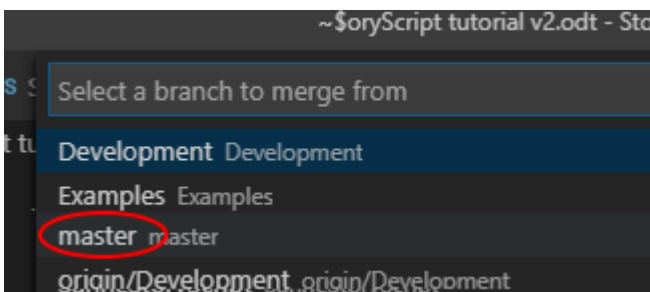 ~$oryScript tutorial v2.odt - Sto
s S
Select a branch to merge from
t tu
Development Development
Examples Examples
master master
origin/Development origin/Development